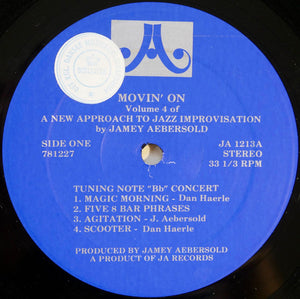 MOVIN' ON
Volume 4 of
A NEW APPROACH TO JAZZ IMPROVISATION
by JAMEY AEBERSOLD
SIDE ONE JA 1213A
781227 STEREO
33 1/3 RPM
TUNING NOTE "Bb" CONCERT
1. MAGIC MORNING - Dan Haerle
2. FIVE 8 BAR PHRASES
3. AGITATION - J. Aebersold
4. SCOOTER - Dan Haerle
PRODUCED BY JAMEY AEBERSOLD
A PRODUCT OF JA RECORDS